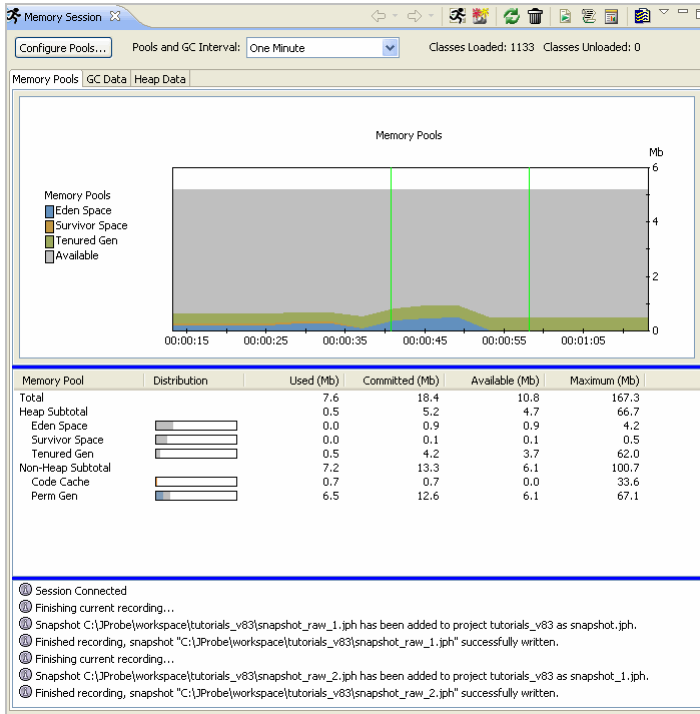 Memory Session
Configure Pools... Pools and GC Interval: One Minute Classes Loaded: 1133 Classes Unloaded: 0
Memory Pools GC Data Heap Data
Memory Pools
Mb
6
4
2
0
Memory Pools
Eden Space
Survivor Space
Tenured Gen
Available
00:00:15 00:00:25 00:00:35 00:00:45 00:00:55 00:01:05
Memory Pool Distribution Used (Mb) Committed (Mb) Available (Mb) Maximum (Mb)
Total 7.6 18.4 10.8 167.3
Heap Subtotal 0.5 5.2 4.7 66.7
Eden Space 0.0 0.9 0.9 4.2
Survivor Space 0.0 0.1 0.1 0.5
Tenured Gen 0.5 4.2 3.7 62.0
Non-Heap Subtotal 7.2 13.3 6.1 100.7
Code Cache 0.7 0.7 0.0 33.6
Perm Gen 6.5 12.6 6.1 67.1
Session Connected
Finishing current recording...
Snapshot C:\JProbe\workspace\tutorials_v83\snapshot_raw_1.jph has been added to project tutorials_v83 as snapshot.jph.
Finished recording, snapshot "C:\JProbe\workspace\tutorials_v83\snapshot_raw_1.jph" successfully written.
Finishing current recording...
Snapshot C:\JProbe\workspace\tutorials_v83\snapshot_raw_2.jph has been added to project tutorials_v83 as snapshot_1.jph.
Finished recording, snapshot "C:\JProbe\workspace\tutorials_v83\snapshot_raw_2.jph" successfully written.